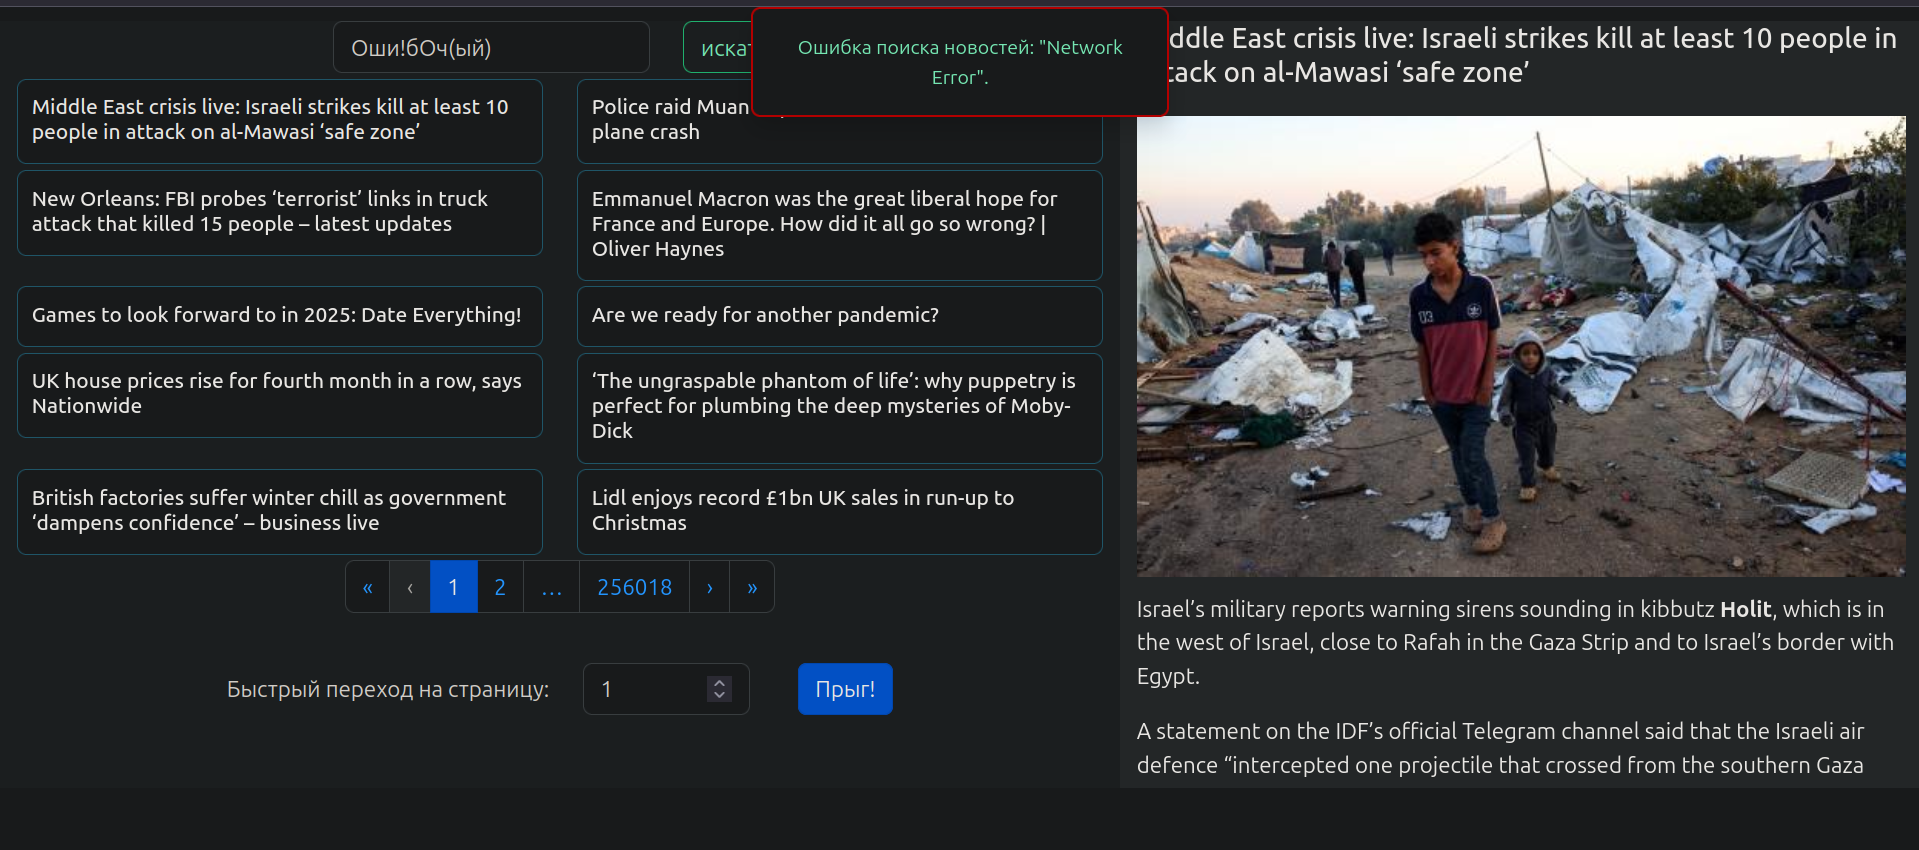 Оши!бОч(ый)
искат
Ошибка поиска новостей: "Network
Error".
Middle East crisis live: Israeli strikes kill at least 10
people in attack on al-Mawasi ‘safe zone’
Police raid Muan
plane crash
New Orleans: FBI probes ‘terrorist’ links in truck
attack that killed 15 people – latest updates
Emmanuel Macron was the great liberal hope for
France and Europe. How did it all go so wrong? |
Oliver Haynes
Games to look forward to in 2025: Date Everything!
Are we ready for another pandemic?
UK house prices rise for fourth month in a row, says
Nationwide
‘The ungraspable phantom of life’: why puppetry is
perfect for plumbing the deep mysteries of Moby-
Dick
British factories suffer winter chill as government
‘dampens confidence’ – business live
Lidl enjoys record £1bn UK sales in run-up to
Christmas
« ‹ 1 2 … 256018 › »
Быстрый переход на страницу: 1 Прыг!
ddle East crisis live: Israeli strikes kill at least 10 people in
tack on al-Mawasi ‘safe zone’
03
Israel’s military reports warning sirens sounding in kibbutz Holit, which is in
the west of Israel, close to Rafah in the Gaza Strip and to Israel’s border with
Egypt.
A statement on the IDF’s official Telegram channel said that the Israeli air
defence “intercepted one projectile that crossed from the southern Gaza